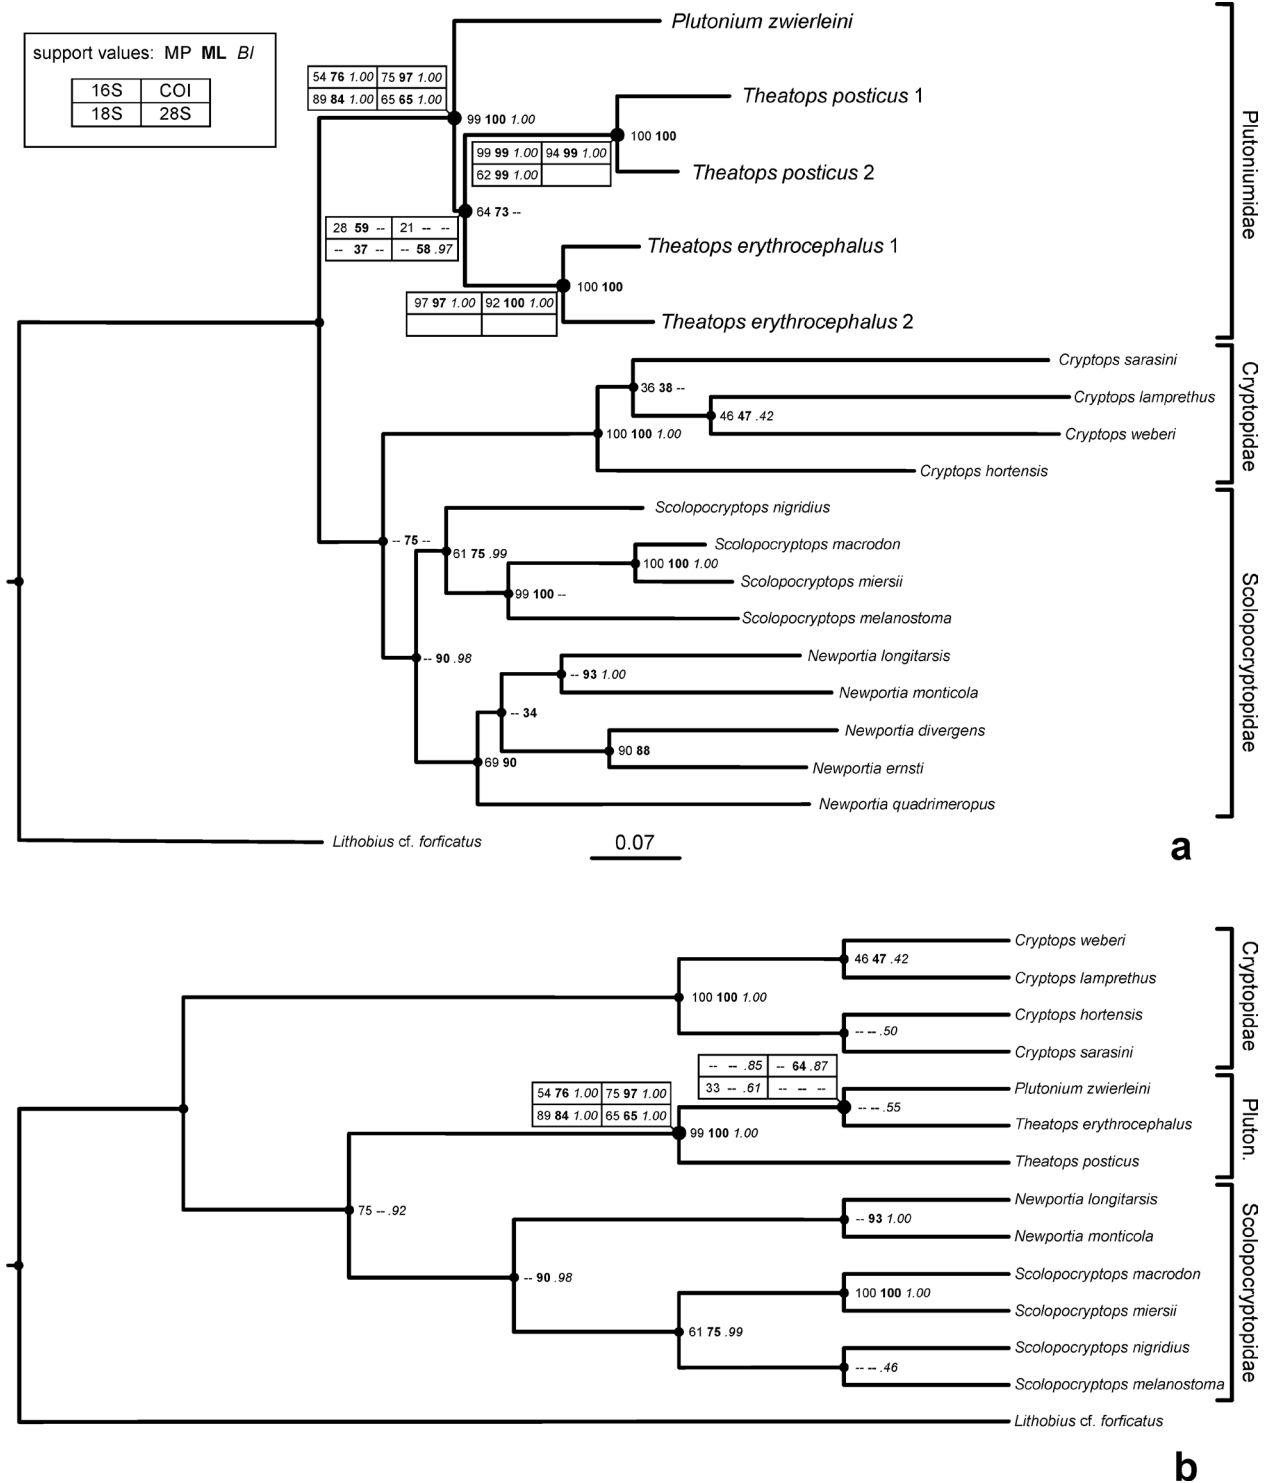 support values: MP ML BI
16S COI
18S 28S
Plutonium zwierleini
54 76 1.00 75 97 1.00
89 84 1.00 65 65 1.00
99 100 1.00
Theatops posticus 1
100 100
99 99 1.00 94 99 1.00
62 99 1.00
Theatops posticus 2
64 73 --
28 59 -- 21 -- --
-- 37 -- -- 58 .97
Theatops erythrocephalus 1
100 100
97 97 1.00 92 100 1.00
Theatops erythrocephalus 2
Plutoniumidae
Cryptops sarasini
36 38 --
Cryptops lamprethus
46 47 .42
Cryptops weberi
100 100 1.00
Cryptops hortensis
Cryptopidae
Scolopocryptops nigridius
-- 75 --
61 75 .99
Scolopocryptops macrodon
100 100 1.00
Scolopocryptops miersii
99 100 --
Scolopocryptops melanostoma
-- 90 .98
Newportia longitarsis
-- 93 1.00
Newportia monticola
-- 34
Newportia divergens
90 88
69 90
Newportia ernsti
Newportia quadrimeropus
Scolopocryptopidae
Lithobius cf. forficatus
0.07
a
Cryptops weberi
46 47 .42
Cryptops lamprethus
100 100 1.00
Cryptops hortensis
-- -- .50
Cryptops sarasini
Cryptopidae
-- -- .85 -- 64 .87
33 -- .61 -- -- --
54 76 1.00 75 97 1.00
89 84 1.00 65 65 1.00
Plutonium zwierleini
-- -- .55
Theatops erythrocephalus
99 100 1.00
Theatops posticus
Pluton.
Newportia longitarsis
75 -- .92
-- 93 1.00
Newportia monticola
-- 90 .98
Scolopocryptops macrodon
100 100 1.00
Scolopocryptops miersii
61 75 .99
Scolopocryptops nigridius
-- -- .46
Scolopocryptops melanostoma
Scolopocryptopidae
Lithobius cf. forficatus
b